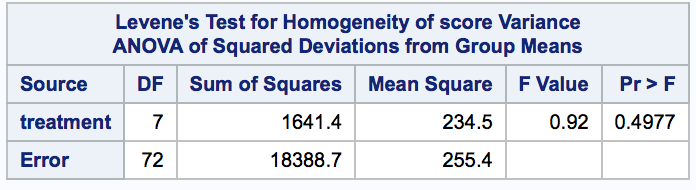 Levene's Test for Homogeneity of score Variance
ANOVA of Squared Deviations from Group Means
Source DF Sum of Squares Mean Square F Value Pr > F
treatment 7 1641.4 234.5 0.92 0.4977
Error 72 18388.7 255.4